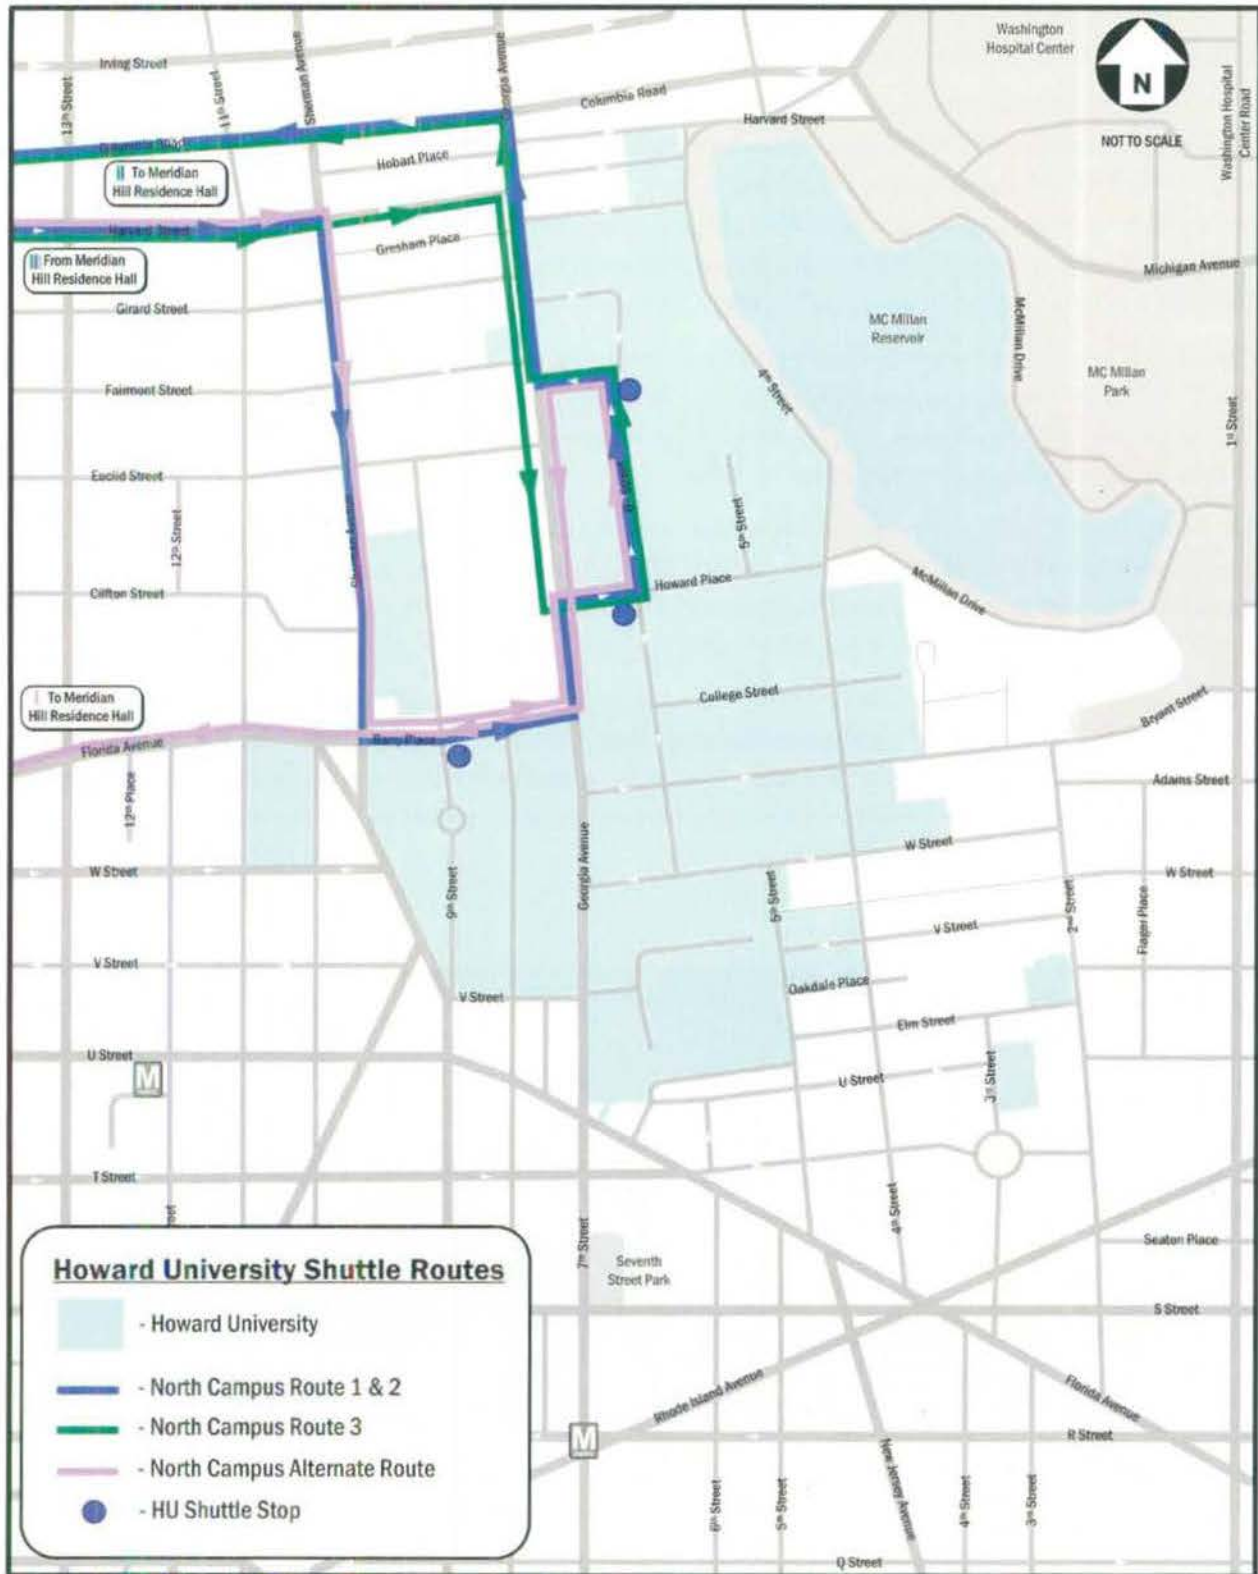 Washington
Hospital Center
N
NOT TO SCALE
Washington Hospital
Center Road
Irving Street
13th Street
11th Street
Sherman Avenue
Georgia Avenue
Columbia Road
Harvard Street
Columbia Road
Hobart Place
To Meridian
Hill Residence Hall
Harvard Street
Gresham Place
From Meridian
Hill Residence Hall
Girard Street
Michigan Avenue
MC Millan
Reservoir
McMillan Drive
MC Millan
Park
Fairmont Street
4th Street
1st Street
Euclid Street
12th Street
Sherman Avenue
6th Street
5th Street
Howard Place
McMillan Drive
Clifton Street
College Street
To Meridian
Hill Residence Hall
Bryant Street
Florida Avenue
Barry Place
12th Place
Adams Street
W Street
9th Street
Georgia Avenue
W Street
5th Street
W Street
2nd Street
Flager Place
V Street
V Street
Oakdale Place
V Street
Elm Street
U Street
M
U Street
3rd Street
T Street
4th Street
7th Street
Seventh
Street Park
Seaton Place
S Street
Howard University Shuttle Routes
- Howard University
- North Campus Route 1 & 2
- North Campus Route 3
- North Campus Alternate Route
- HU Shuttle Stop
Rhode Island Avenue
Florida Avenue
M
R Street
New Jersey Avenue
6th Street
5th Street
4th Street
3rd Street
Q Street